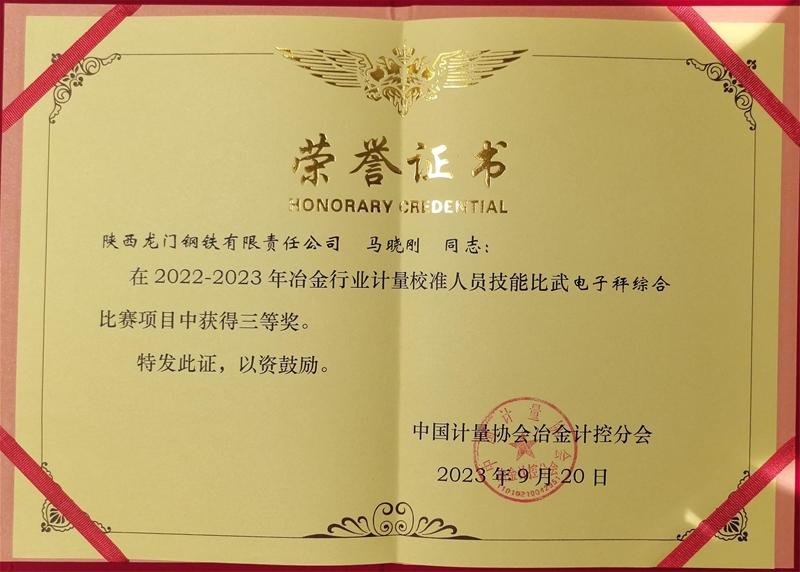 荣誉证书
HONORARY CREDENTIAL
陕西龙门钢铁有限责任公司 马晓刚 同志：
在2022-2023年冶金行业计量校准人员技能比武电子秤综合
比赛项目中获得三等奖。
特发此证，以资鼓励。
中国计量协会冶金计控分会
2023年9月20日